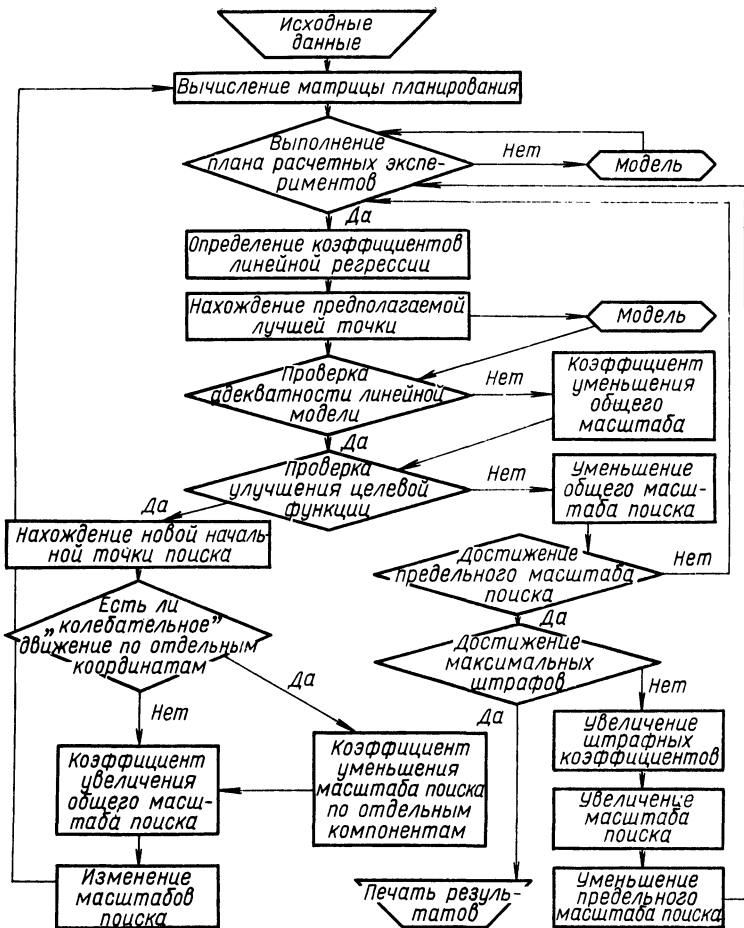 Исходные
данные
Вычисление матрицы планирования
Выполнение
плана расчетных экспе-
риментов
Нет
Модель
Да
Определение коэффициентов
линейной регрессии
Нахождение предполагаемой
лучшей точки
Модель
Проверка
адекватности линейной
модели
Нет
Коэффициент
уменьшения
общего
масштаба
Да
Проверка
улучшения целевой
функции
Нет
Уменьшение
общего масш-
таба поиска
Да
Нахождение новой началь-
ной точки поиска
Достижение
предельного масштаба
поиска
Нет
Да
Есть ли
„колебательное”
движение по отдельным
координатам
Достижение
максимальных
штрафов
Да
Нет
Да
Нет
Увеличение
штрафных
коэффициентов
Коэффициент
увеличения
общего масш-
таба поиска
Коэффициент
уменьшения
масштаба поиска
по отдельным
компонентам
Увеличение
масштаба
поиска
Изменение
масштабов
поиска
Печать резуль-
татов
Уменьшение
предельного
масштаба поиска